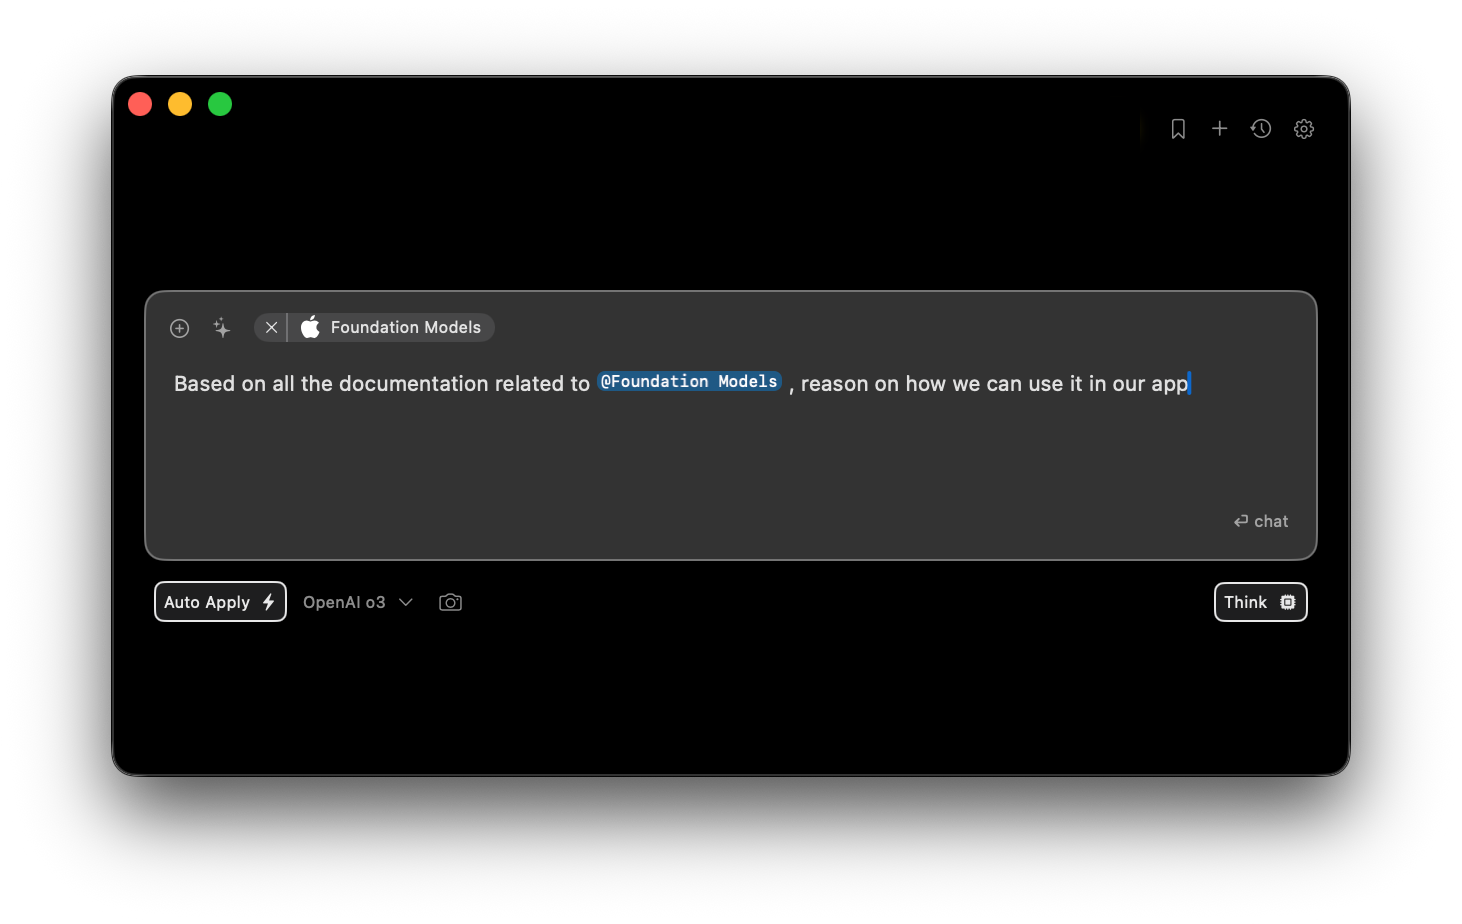 Foundation Models
Based on all the documentation related to @Foundation Models , reason on how we can use it in our app
chat
Auto Apply
OpenAI o3
Think